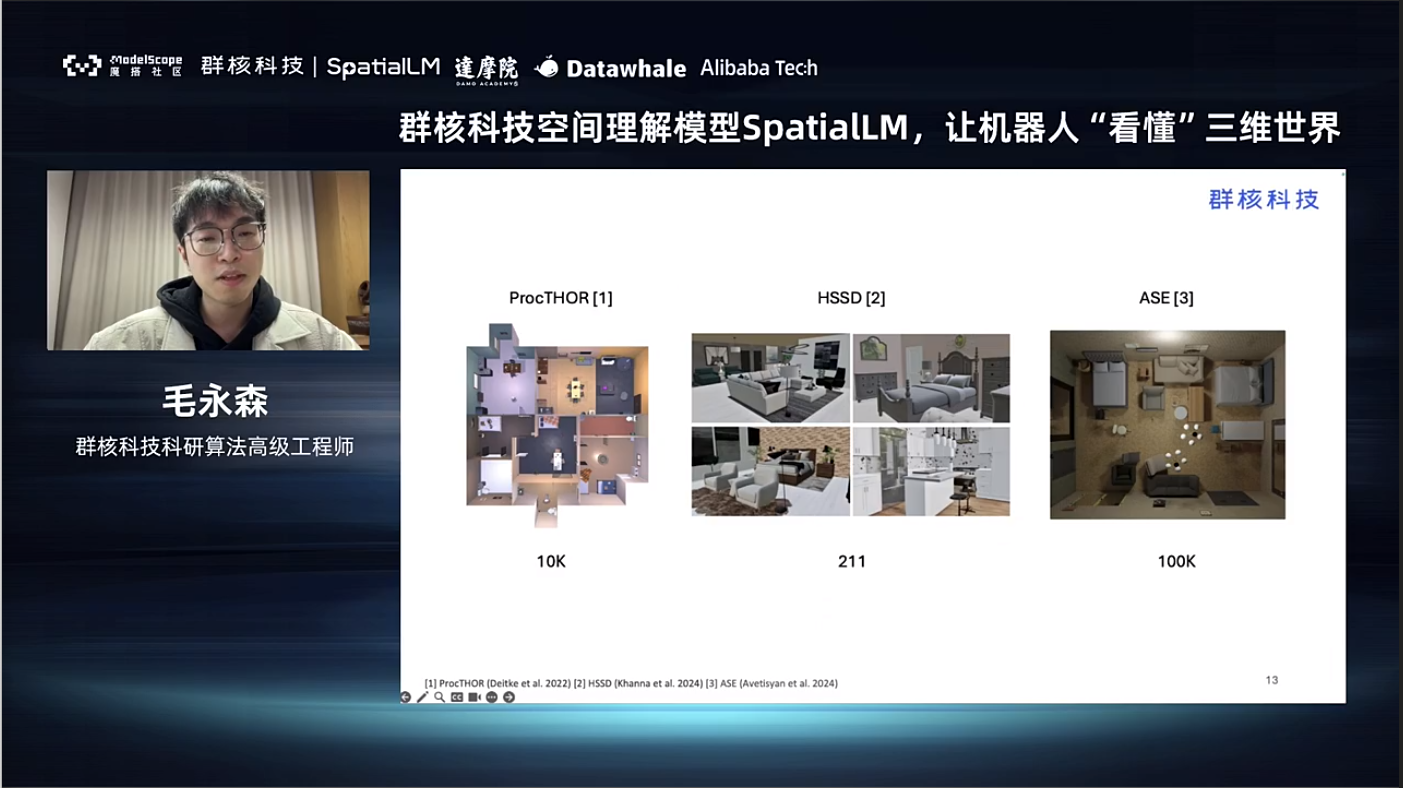 ModelScope 魔搭社区 群核科技 | SpatialLM 達摩院 DAMO ACADEMY Datawhale Alibaba Tech
群核科技空间理解模型SpatialLM，让机器人“看懂”三维世界
毛永森
群核科技科研算法高级工程师
群核科技
ProcTHOR [1] HSSD [2] ASE [3]
10K 211 100K
[1] ProcTHOR (Deitke et al. 2022) [2] HSSD (Khanna et al. 2024) [3] ASE (Avetisyan et al. 2024)
13